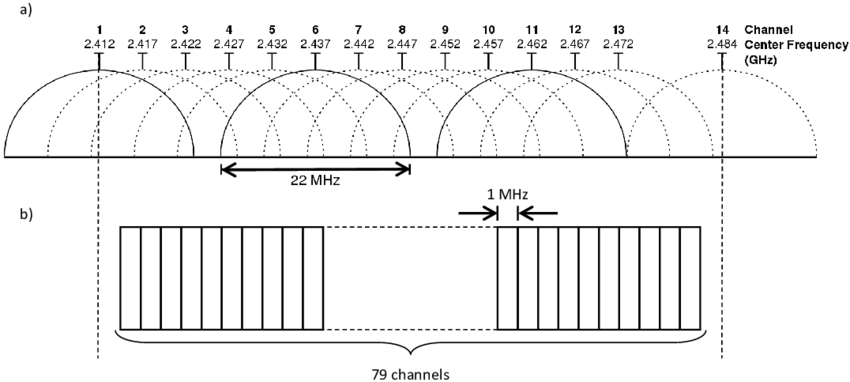 a)
1 2 3 4 5 6 7 8 9 10 11 12 13 14 Channel
2.412 2.417 2.422 2.427 2.432 2.437 2.442 2.447 2.452 2.457 2.462 2.467 2.472 2.484 Center Frequency
(GHz)
22 MHz
1 MHz
b)
79 channels